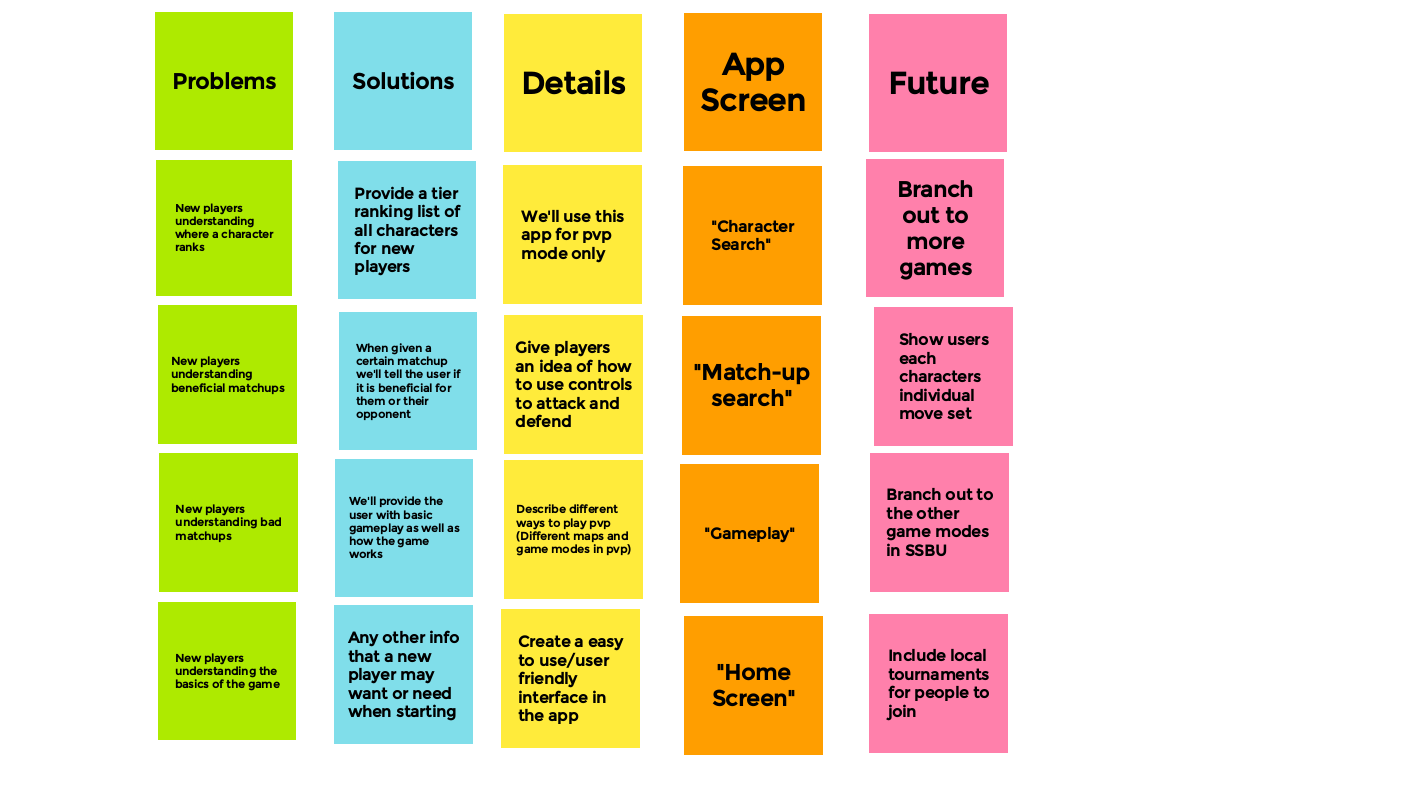 Problems
Solutions
Details
App
Screen
Future
New players
understanding
where a character
ranks
Provide a tier
ranking list of
all characters
for new
players
We'll use this
app for pvp
mode only
"Character
Search"
Branch
out to
more
games
New players
understanding
beneficial matchups
When given a
certain matchup
we'll tell the user if
it is beneficial for
them or their
opponent
Give players
an idea of how
to use controls
to attack and
defend
"Match-up
search"
Show users
each
characters
individual
move set
New players
understanding bad
matchups
We'll provide the
user with basic
gameplay as well as
how the game
works
Describe different
ways to play pvp
(Different maps and
game modes in pvp)
"Gameplay"
Branch out to
the other
game modes
in SSBU
New players
understanding the
basics of the game
Any other info
that a new
player may
want or need
when starting
Create a easy
to use/user
friendly
interface in
the app
"Home
Screen"
Include local
tournaments
for people to
join